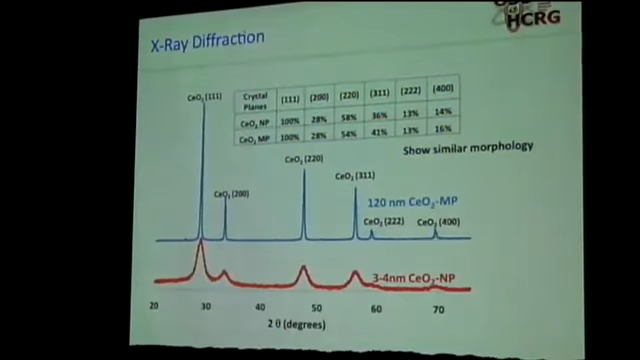 HCRG
X-Ray Diffraction
CeO₂ (111)
Crystal Planes (111) (200) (220) (311) (222) (400)
CeO₂ NP 100% 28% 58% 36% 13% 14%
CeO₂ MP 100% 28% 54% 41% 13% 16%
Show similar morphology
CeO₂ (220)
CeO₂ (311)
CeO₂ (200)
120 nm CeO₂-MP
CeO₂ (222) CeO₂ (400)
3-4nm CeO₂-NP
20 30 40 50 60 70
2 θ (degrees)